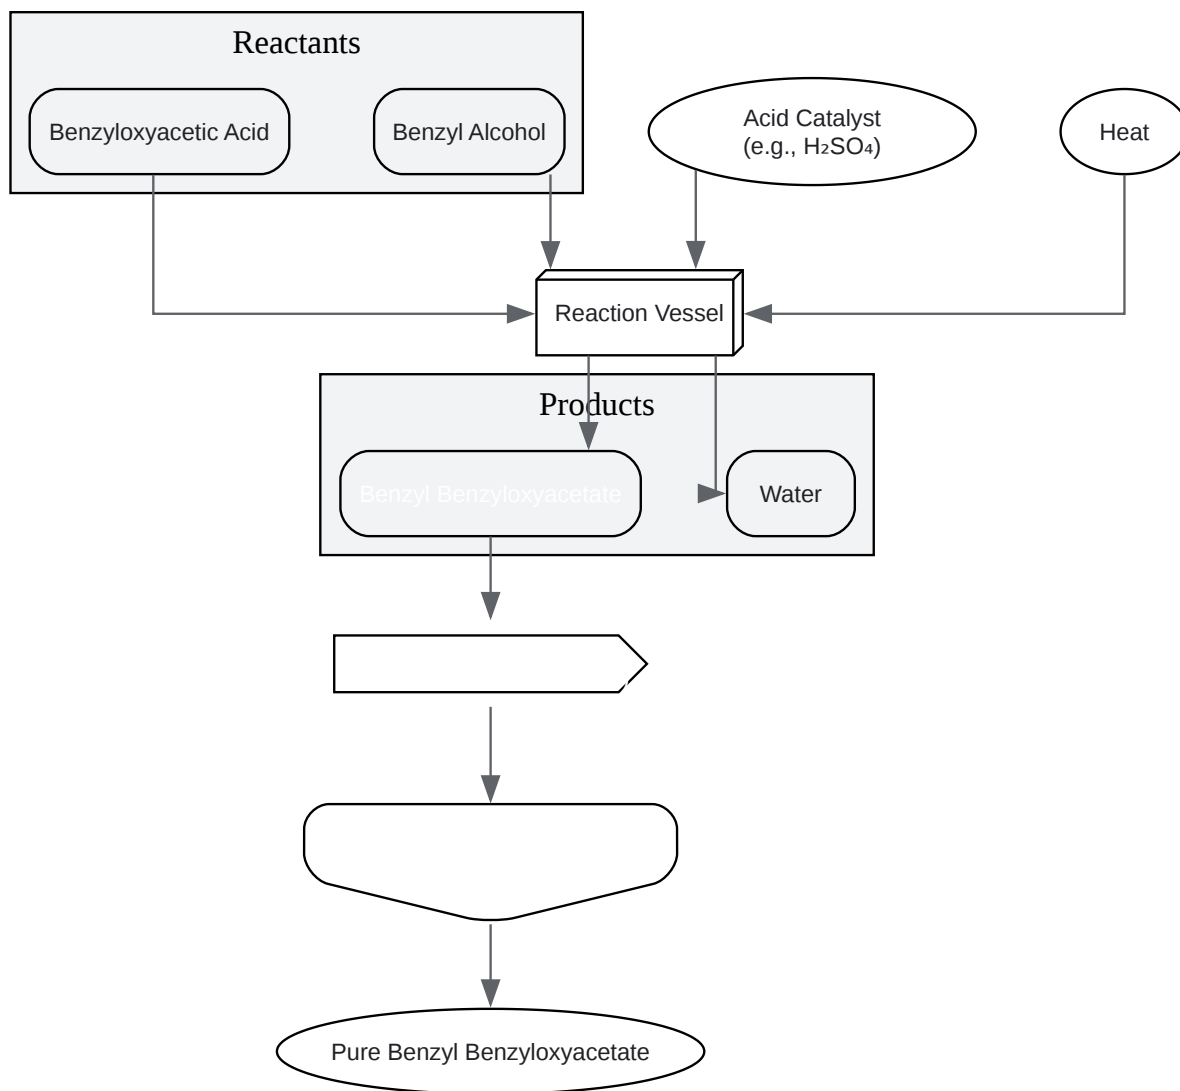 Reactants
Benzyloxyacetic Acid
Benzyl Alcohol
Acid Catalyst
(e.g., H₂SO₄)
Heat
Reaction Vessel
Products
Benzyl Benzyloxyacetate
Water
Pure Benzyl Benzyloxyacetate